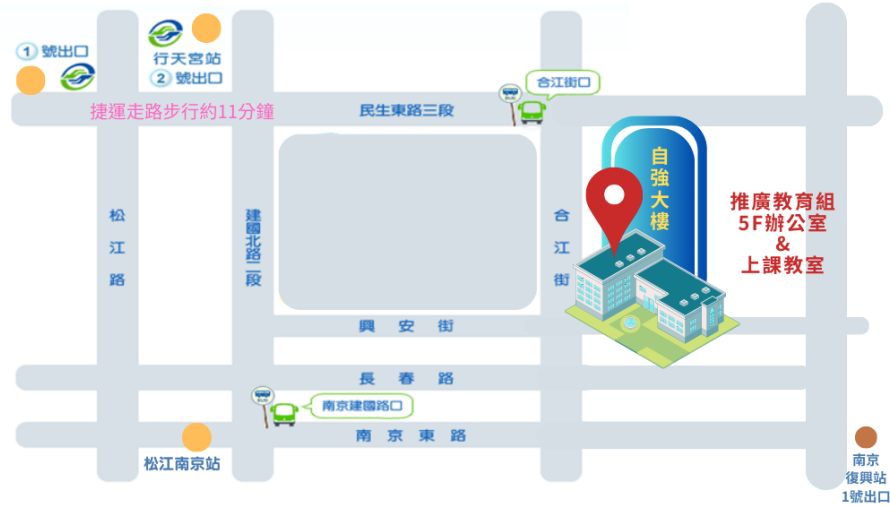 1 號出口
行天宮站
2 號出口
捷運走路步行約11分鐘
民生東路三段
合江街口
自強大樓
推廣教育組
5F辦公室
&
上課教室
松江路
建國北路二段
合江街
興安街
長春路
南京建國路口
南京東路
松江南京站
南京
復興站
1號出口